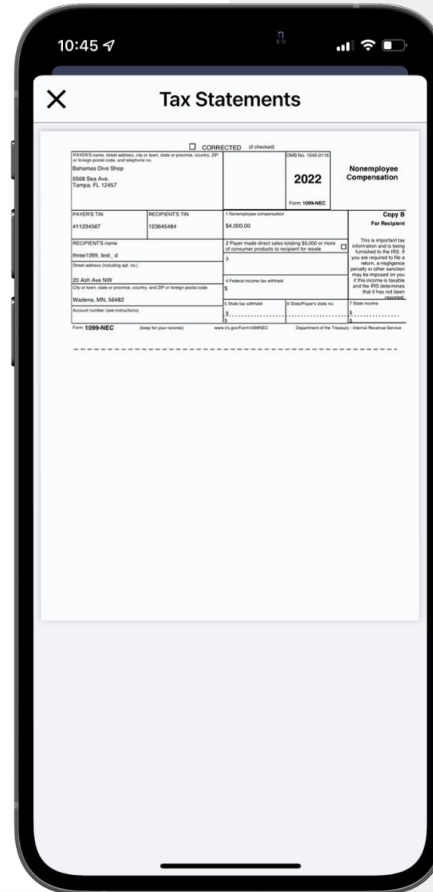 10:45
Tax Statements
CORRECTED (if checked)
PAYER'S name, street address, city or town, state or province, country, ZIP
or foreign postal code, and telephone no.
Bahamas Dive Shop
5568 Sea Ave.
Tampa, FL 12457
OMB No. 1545-0116
2022
Form 1099-NEC
Nonemployee
Compensation
PAYER'S TIN
411234567
RECIPIENT'S TIN
123645484
1 Nonemployee compensation
$4,000.00
Copy B
For Recipient
This is important tax
information and is being
furnished to the IRS. If
you are required to file a
return, a negligence
penalty or other sanction
may be imposed on you
if this income is taxable
and the IRS determines
that it has not been
reported.
RECIPIENT'S name
three1099, test_ d
2 Payer made direct sales totaling $5,000 or more
of consumer products to recipient for resale
3
Street address (including apt. no.)
20 Ash Ave NW
4 Federal income tax withheld
$
City or town, state or province, country, and ZIP or foreign postal code
Wadena, MN, 56482
Account number (see instructions)
5 State tax withheld
$
$
6 State/Payer's state no.
7 State income
$
$
Form 1099-NEC
(keep for your records)
www.irs.gov/Form1099NEC
Department of the Treasury - Internal Revenue Service